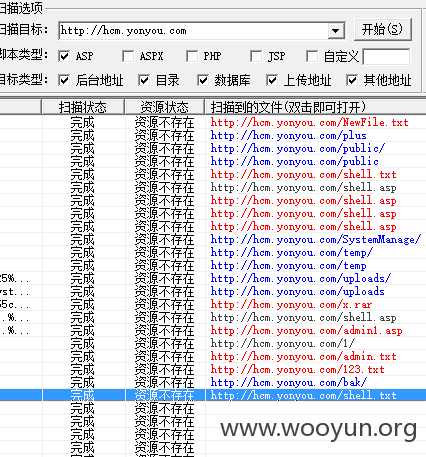 扫描选项
扫描目标: http://hcm.yonyou.com 开始(S)
脚本类型: ASP ASPX PHP JSP 自定义
目标类型: 后台地址 目录 数据库 上传地址 其他地址
扫描状态 资源状态 扫描到的文件(双击即可打开)
完成 资源不存在 http://hcm.yonyou.com/NewFile.txt
完成 资源不存在 http://hcm.yonyou.com/plus
完成 资源不存在 http://hcm.yonyou.com/public/
完成 资源不存在 http://hcm.yonyou.com/public
完成 资源不存在 http://hcm.yonyou.com/shell.txt
完成 资源不存在 http://hcm.yonyou.com/shell.asp
完成 资源不存在 http://hcm.yonyou.com/shell.asp
完成 资源不存在 http://hcm.yonyou.com/shell.asp
完成 资源不存在 http://hcm.yonyou.com/shell.asp
完成 资源不存在 http://hcm.yonyou.com/SystemManage/
完成 资源不存在 http://hcm.yonyou.com/temp/
完成 资源不存在 http://hcm.yonyou.com/temp
25%... 完成 资源不存在 http://hcm.yonyou.com/uploads/
yst... 完成 资源不存在 http://hcm.yonyou.com/uploads
55c... 完成 资源不存在 http://hcm.yonyou.com/x.rar
.%... 完成 资源不存在 http://hcm.yonyou.com/shell.asp
.%... 完成 资源不存在 http://hcm.yonyou.com/admin1.asp
完成 资源不存在 http://hcm.yonyou.com/1/
完成 资源不存在 http://hcm.yonyou.com/admin.txt
完成 资源不存在 http://hcm.yonyou.com/123.txt
完成 资源不存在 http://hcm.yonyou.com/bak/
完成 资源不存在 http://hcm.yonyou.com/shell.txt
完成 资源不存在
完成 资源不存在
完成 资源不存在
完成 资源不存在
www.wooyun.org